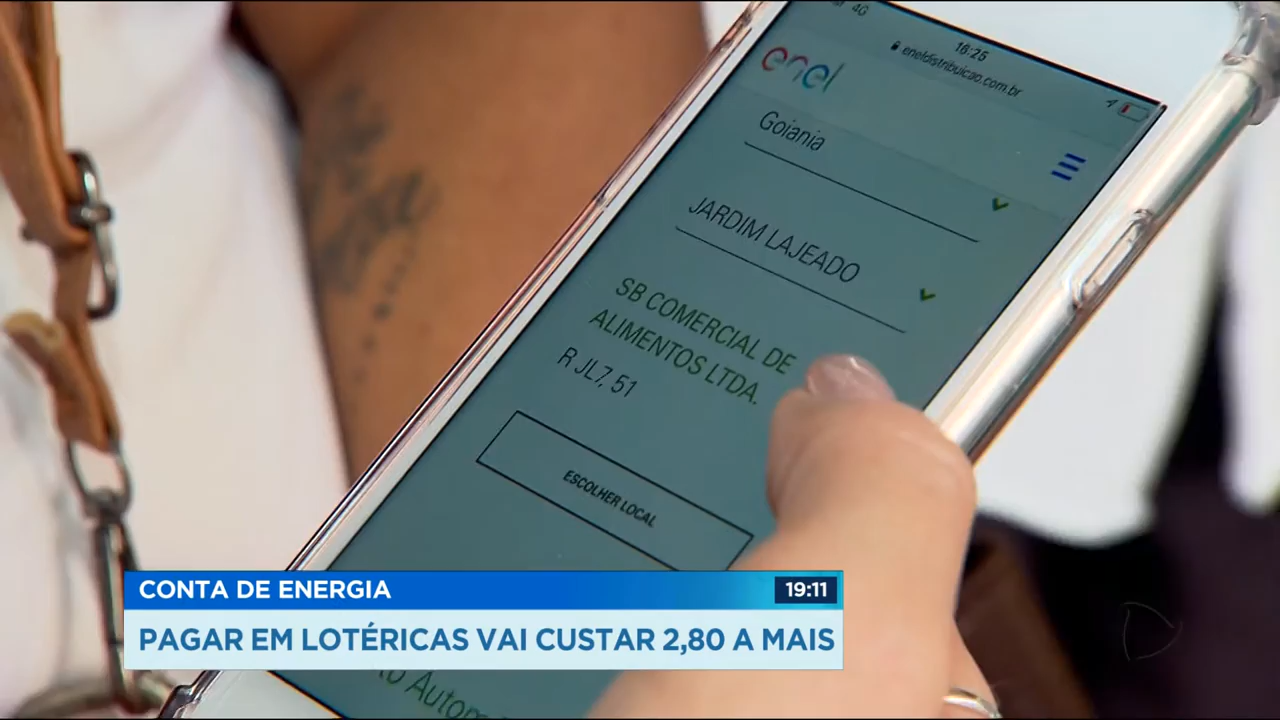 4G
16:25
eneldistribuicao.com.br
enel
Goiania
JARDIM LAJEADO
SB COMERCIAL DE
ALIMENTOS LTDA.
R JL7, 51
ESCOLHER LOCAL
CONTA DE ENERGIA
19:11
PAGAR EM LOTÉRICAS VAI CUSTAR 2,80 A MAIS